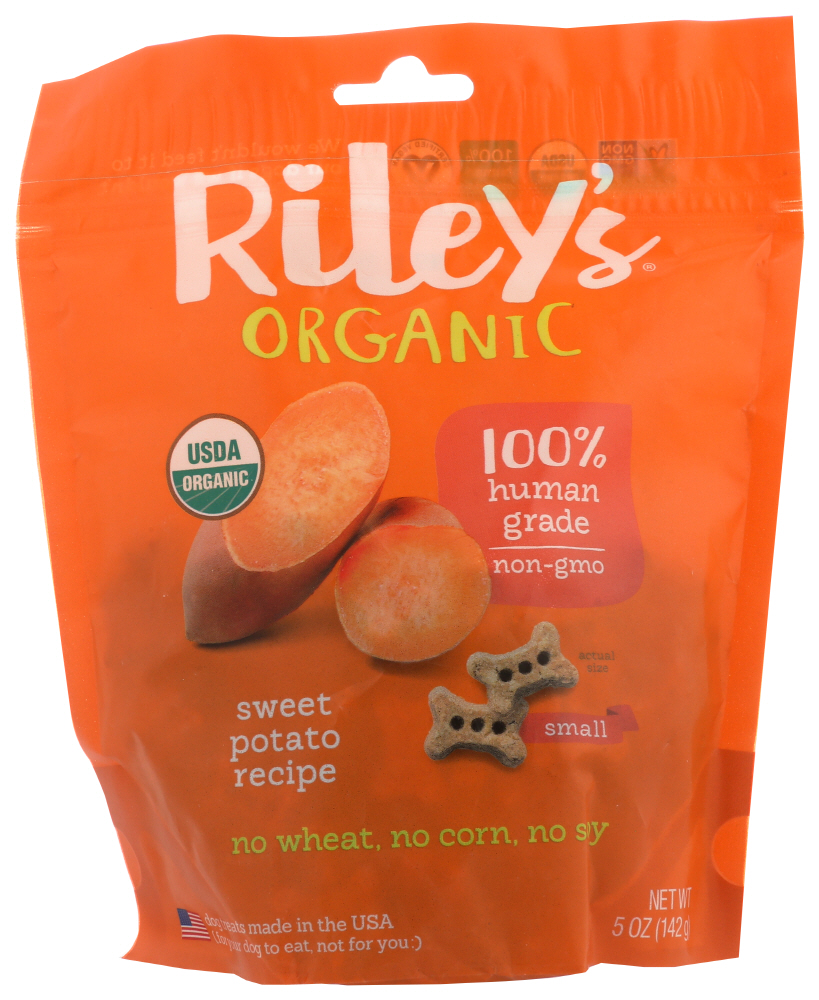 Riley's®
ORGANIC
USDA
ORGANIC
100%
human
grade
non-gmo
actual
size
small
sweet
potato
recipe
no wheat, no corn, no soy
dog treats made in the USA
(for your dog to eat, not for you :)
NET WT
5 OZ (142g)